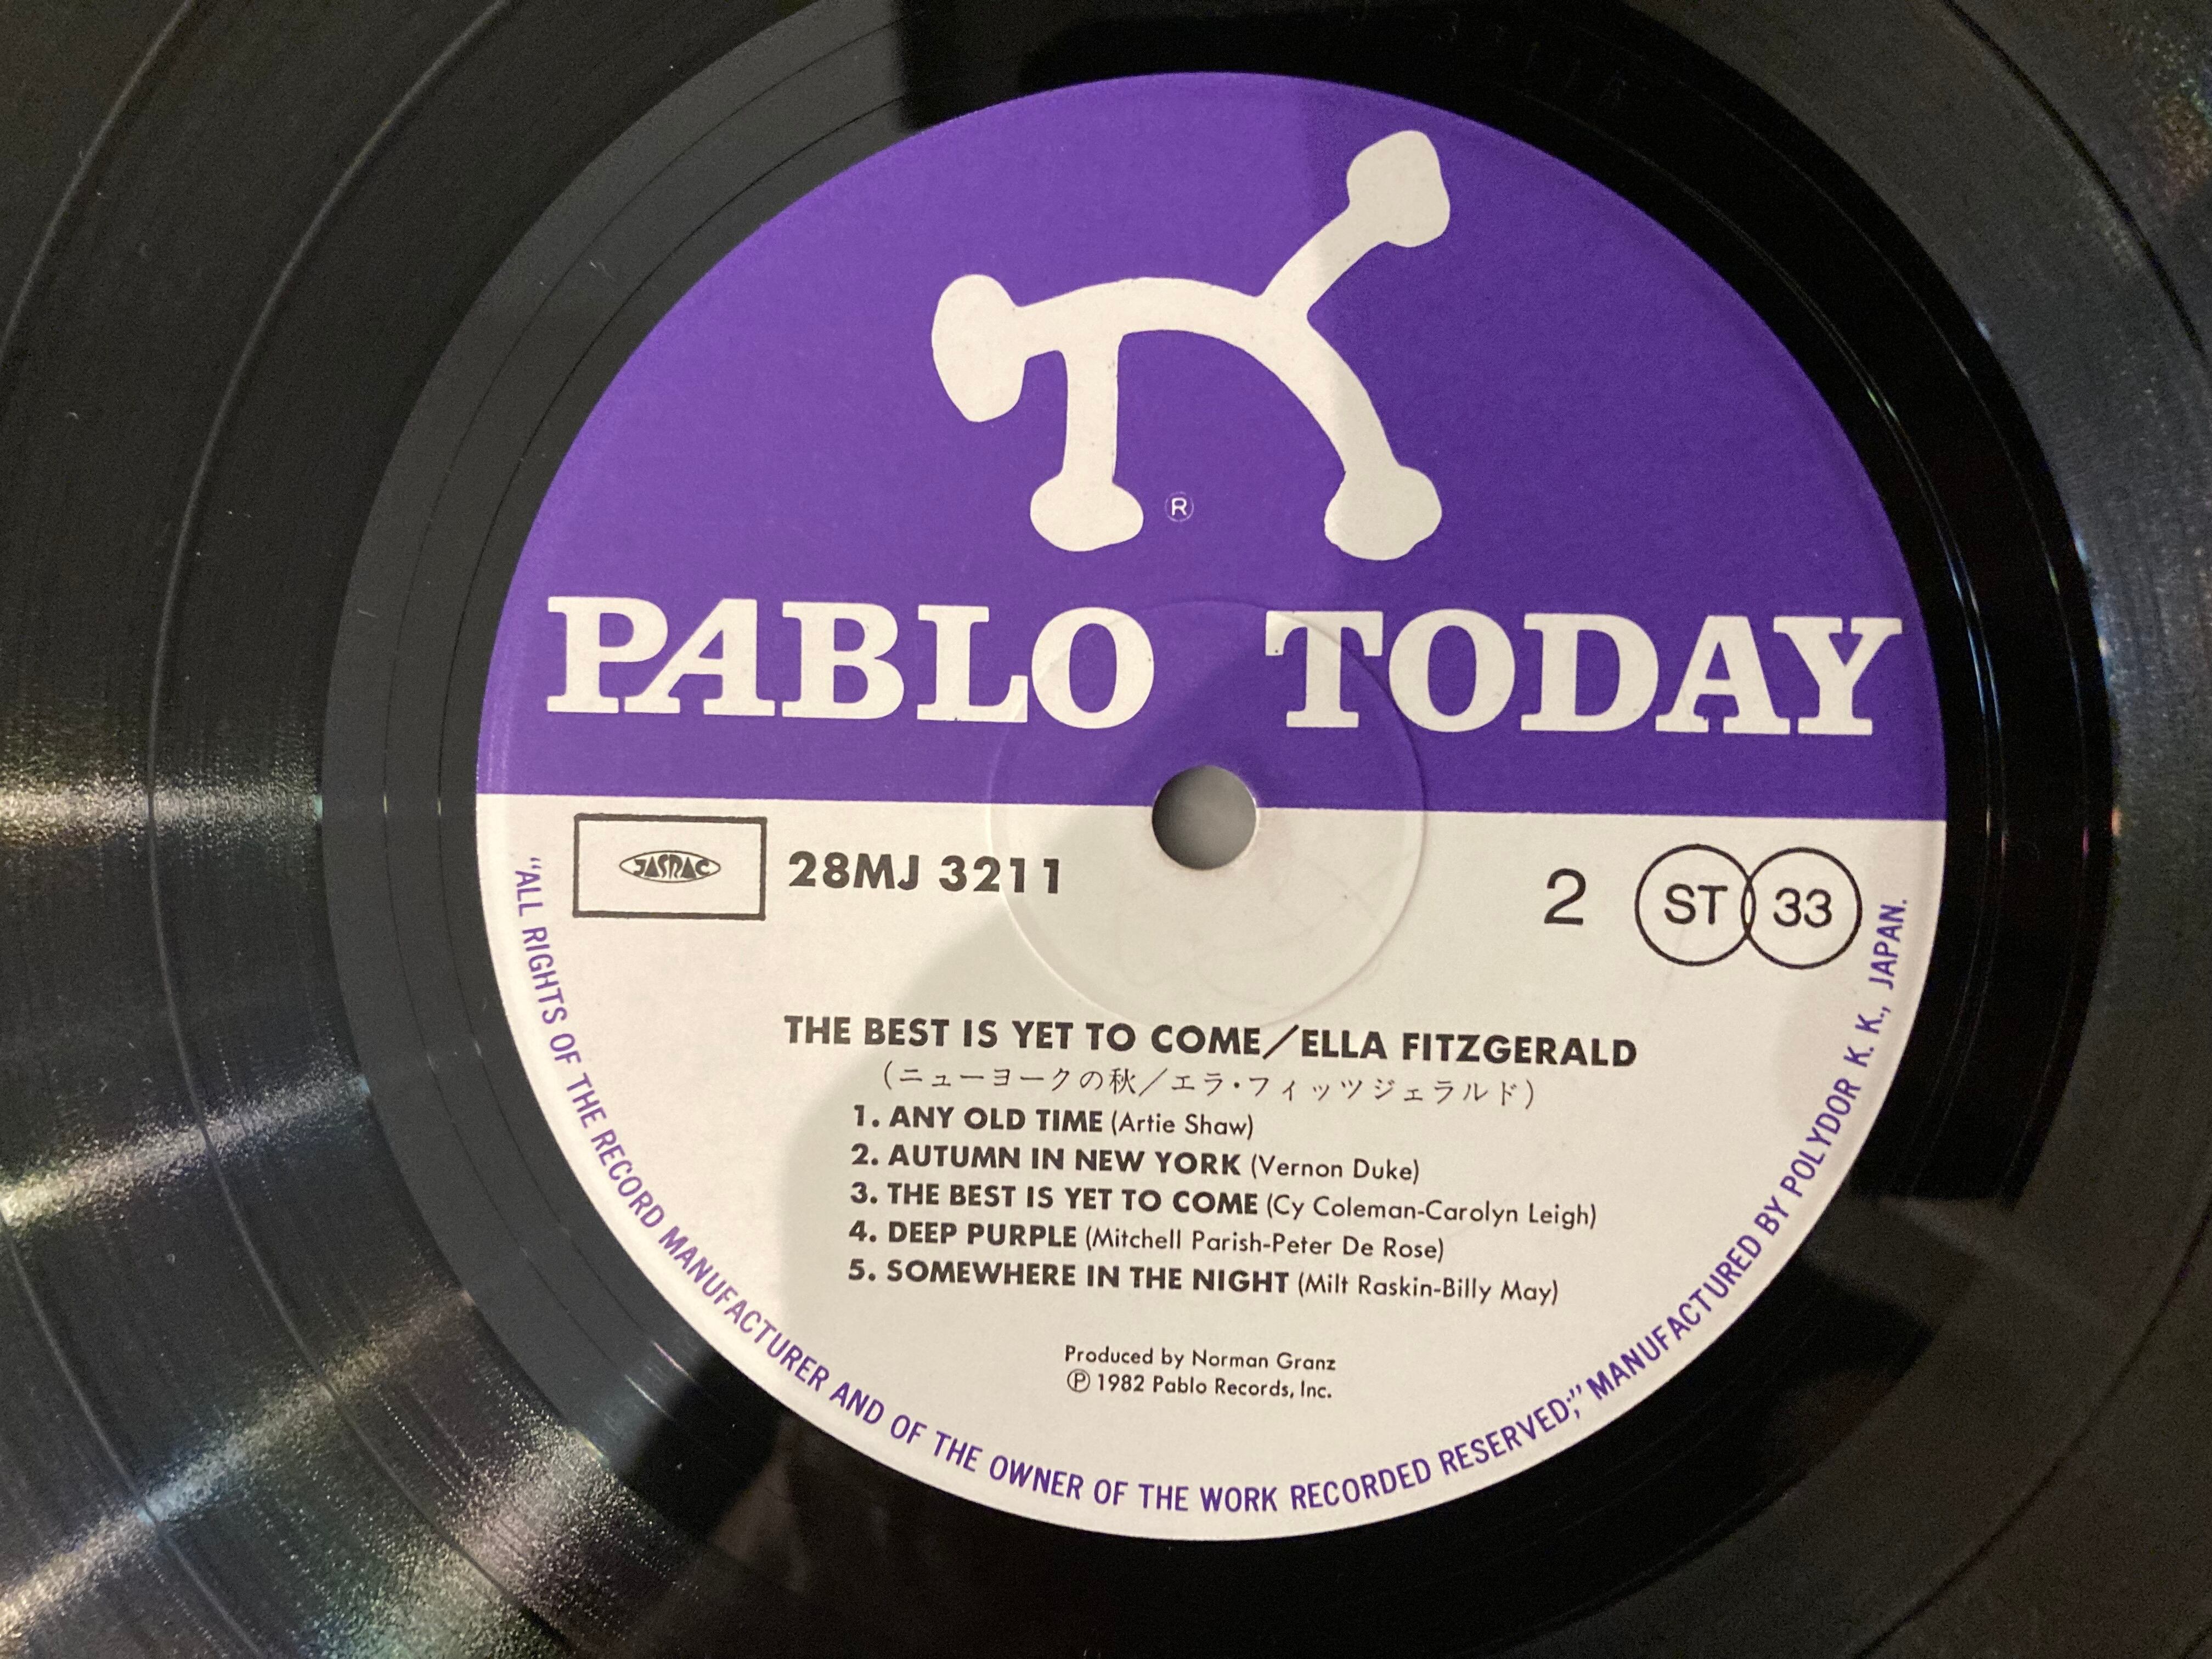 ®
PABLO TODAY
JASRAC
28MJ 3211
2 ST 33
THE BEST IS YET TO COME/ELLA FITZGERALD
(ニューヨークの秋/エラ・フィッツジェラルド)
1. ANY OLD TIME (Artie Shaw)
2. AUTUMN IN NEW YORK (Vernon Duke)
3. THE BEST IS YET TO COME (Cy Coleman-Carolyn Leigh)
4. DEEP PURPLE (Mitchell Parish-Peter De Rose)
5. SOMEWHERE IN THE NIGHT (Milt Raskin-Billy May)
Produced by Norman Granz
℗ 1982 Pablo Records, Inc.
"ALL RIGHTS OF THE RECORD MANUFACTURER AND OF THE OWNER OF THE WORK RECORDED RESERVED;" MANUFACTURED BY POLYDOR K. K., JAPAN.